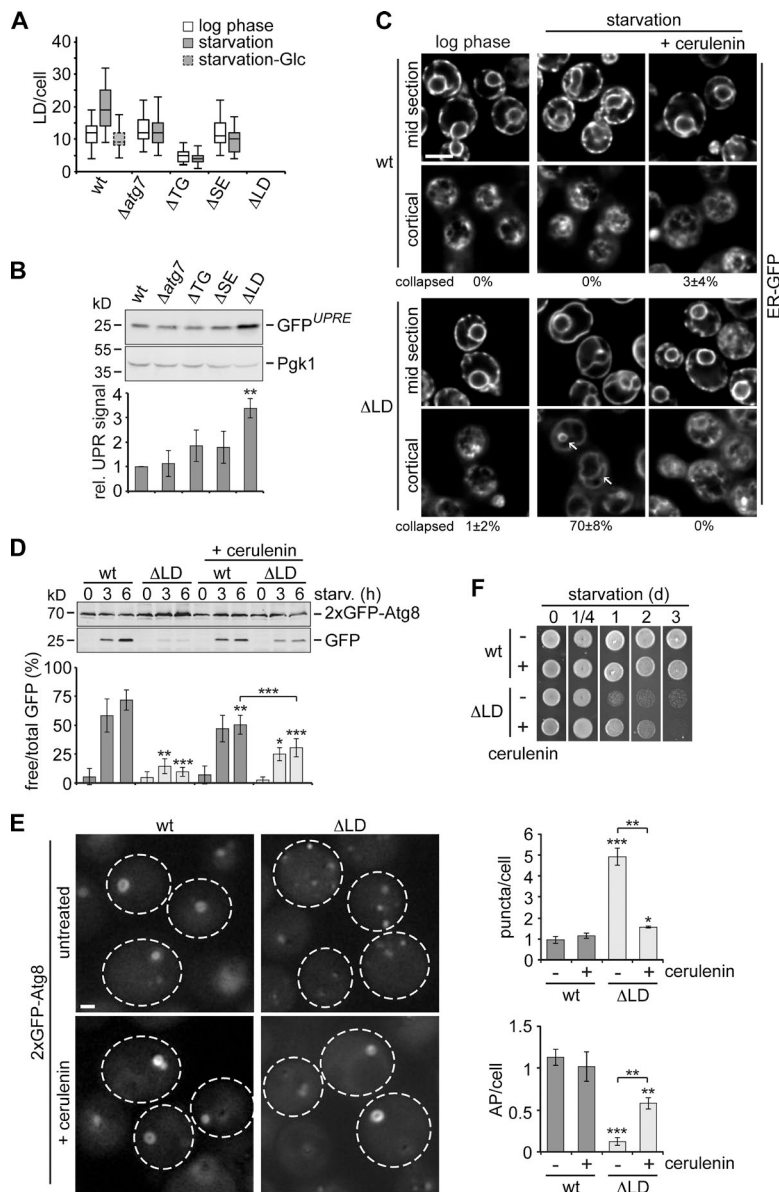 A
log phase
starvation
starvation-Glc
LD/cell
40
30
20
10
0
wt
Δatg7
ΔTG
ΔSE
ΔLD
B
kD
wt
Δatg7
ΔTG
ΔSE
ΔLD
25
GFPUPRE
55
35
Pgk1
rel. UPR signal
5
4
3
2
1
0
**
C
starvation
log phase
+ cerulenin
wt
mid section
cortical
collapsed 0% 0% 3±4%
ΔLD
mid section
cortical
collapsed 1±2% 70±8% 0%
ER-GFP
D
+ cerulenin
wt ΔLD wt ΔLD
kD 0 3 6 0 3 6 0 3 6 0 3 6 starv. (h)
70 2xGFP-Atg8
25 GFP
free/total GFP (%)
100
75
50
25
0
** *** ** *** * ***
E
wt ΔLD
2xGFP-Atg8
untreated
+ cerulenin
F
starvation (d)
0 1/4 1 2 3
wt
-
+
ΔLD
-
+
cerulenin
puncta/cell
6
5
4
3
2
1
0
*** ** *
- + - + cerulenin
wt ΔLD
AP/cell
1.5
1
0.5
0
*** ** **
- + - + cerulenin
wt ΔLD